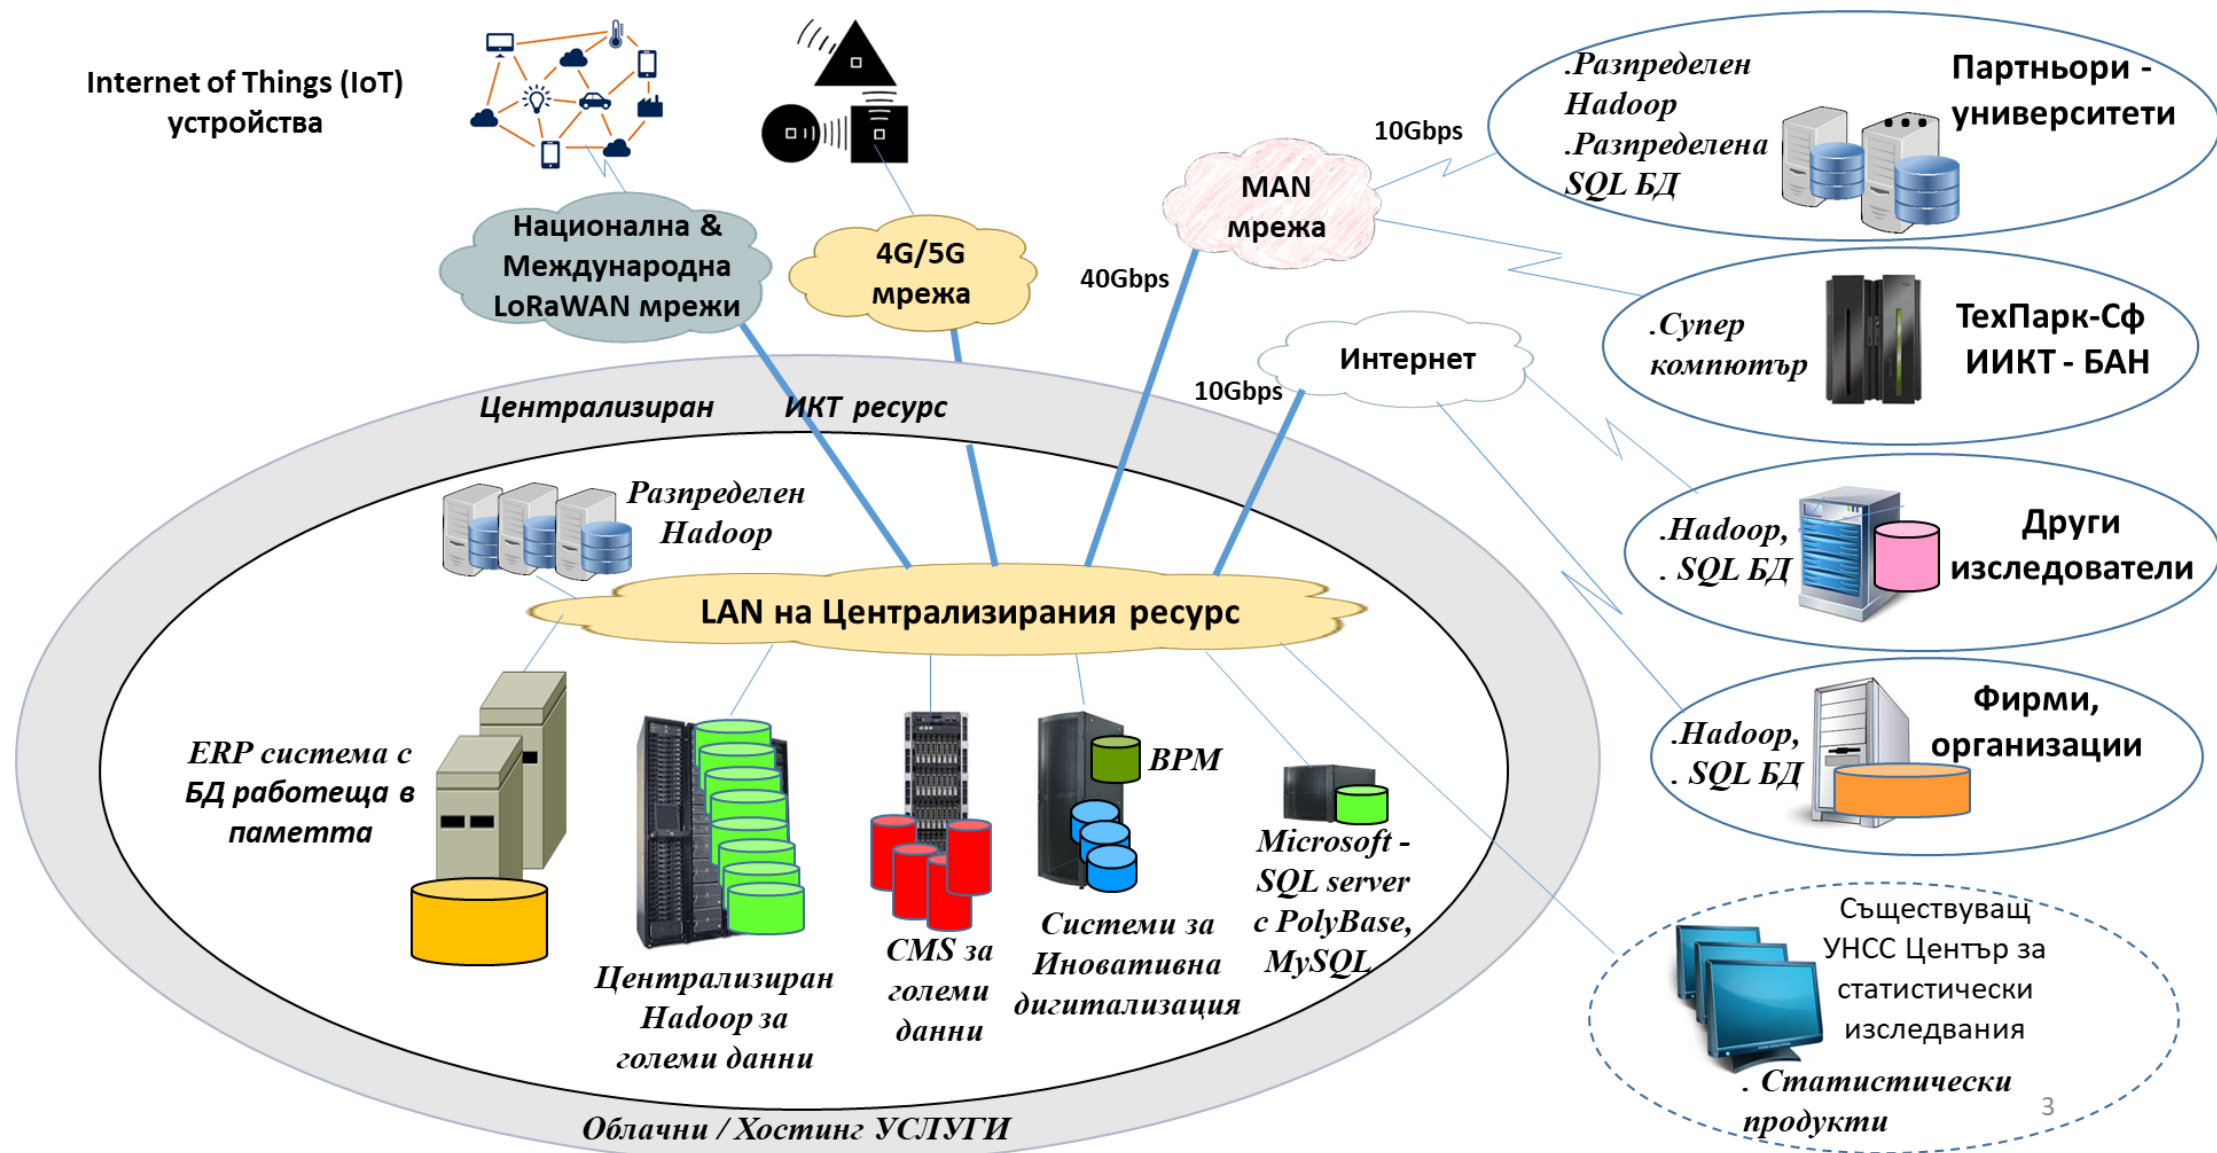 Internet of Things (IoT)
устройства
Национална &
Международна
LoRaWAN мрежи
4G/5G
мрежа
MAN
мрежа
10Gbps
40Gbps
Интернет
10Gbps
.Разпределен
Hadoop
.Разпределена
SQL БД
Партньори -
университети
.Супер
компютър
ТехПарк-Сф
ИИКТ - БАН
.Hadoop,
. SQL БД
Други
изследователи
.Hadoop,
. SQL БД
Фирми,
организации
Съществуващ
УНСС Център за
статистически
изследвания
. Статистически
продукти
3
Централизиран ИКТ ресурс
Разпределен
Hadoop
LAN на Централизирания ресурс
ERP система с
БД работеща в
паметта
Централизиран
Hadoop за
големи данни
CMS за
големи
данни
BPM
Системи за
Иновативна
дигитализация
Microsoft -
SQL server
с PolyBase,
MySQL
Облачни / Хостинг УСЛУГИ